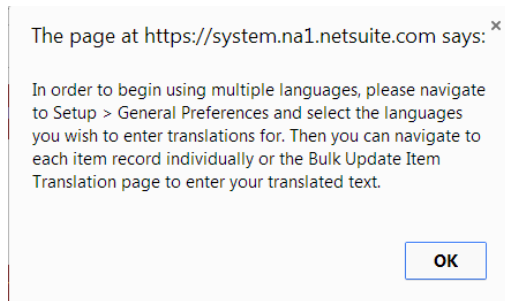 The page at https://system.na1.netsuite.com says: ×
In order to begin using multiple languages, please navigate
to Setup > General Preferences and select the languages
you wish to enter translations for. Then you can navigate to
each item record individually or the Bulk Update Item
Translation page to enter your translated text.
OK